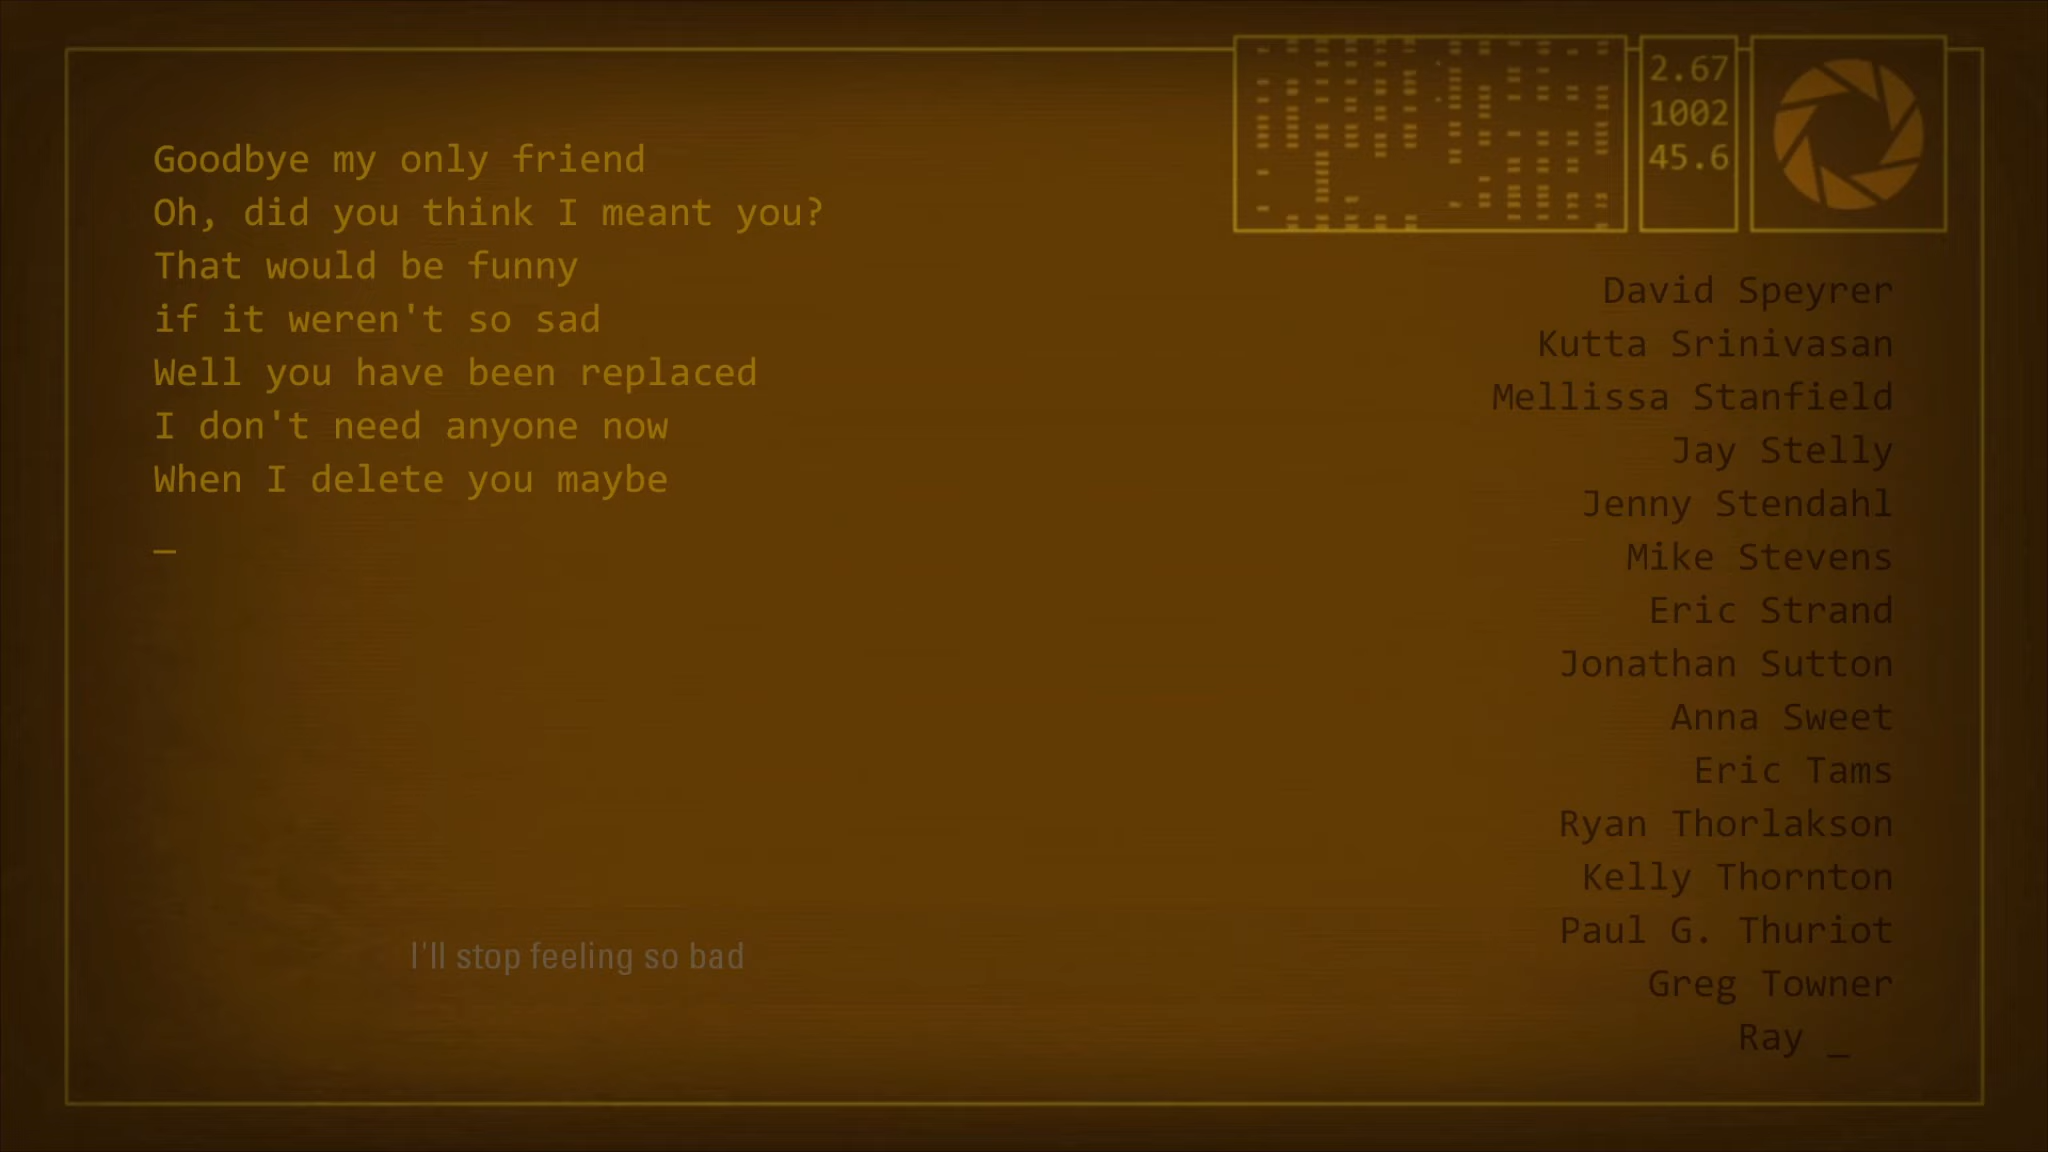 Goodbye my only friend
Oh, did you think I meant you?
That would be funny
if it weren't so sad
Well you have been replaced
I don't need anyone now
When I delete you maybe
_
I'll stop feeling so bad
2.67
1002
45.6
David Speyrer
Kutta Srinivasan
Mellissa Stanfield
Jay Stelly
Jenny Stendahl
Mike Stevens
Eric Strand
Jonathan Sutton
Anna Sweet
Eric Tams
Ryan Thorlakson
Kelly Thornton
Paul G. Thuriot
Greg Towner
Ray _